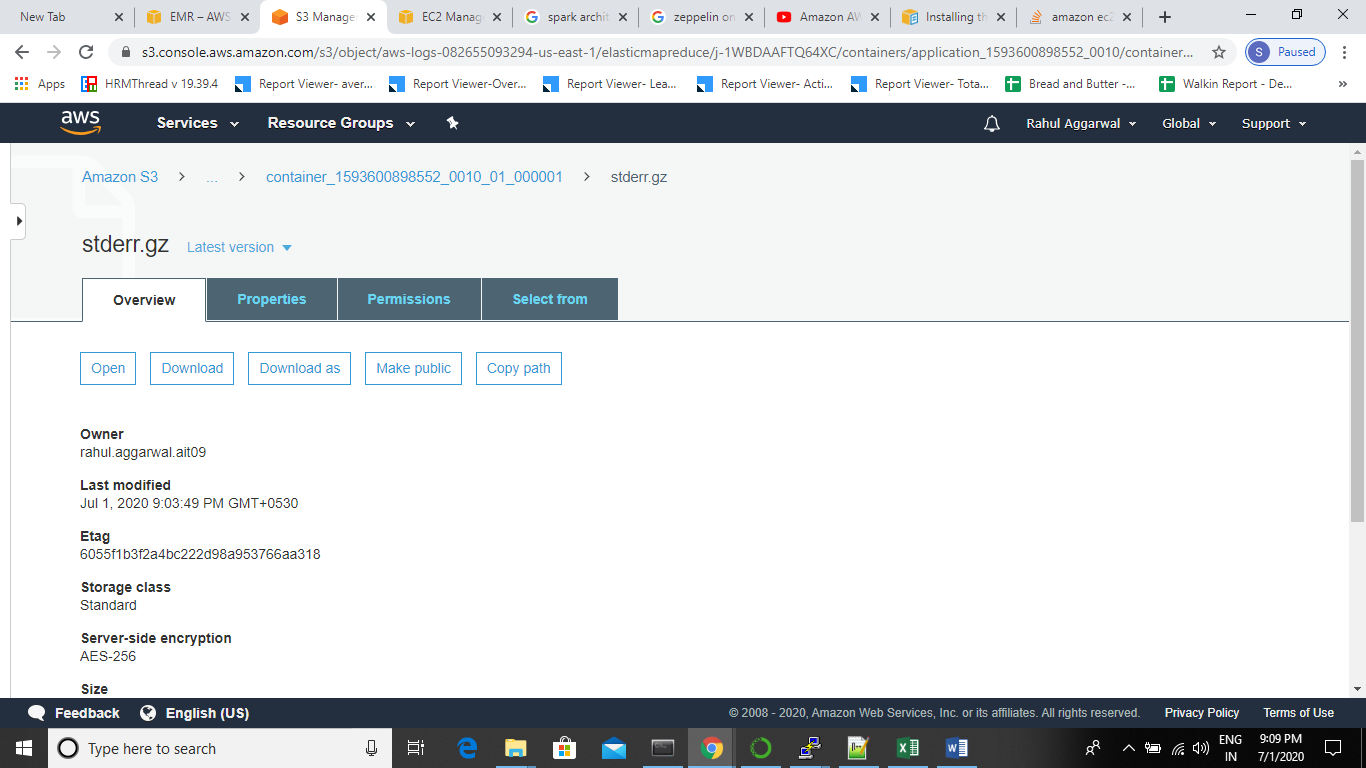 New Tab
EMR – AWS
S3 Manage
EC2 Manag
spark archit
zeppelin on
Amazon AW
Installing th
amazon ec2
s3.console.aws.amazon.com/s3/object/aws-logs-082655093294-us-east-1/elasticmapreduce/j-1WBDAAFTQ64XC/containers/application_1593600898552_0010/container...
S Paused
Apps
HRMThread v 19.39.4
Report Viewer- aver...
Report Viewer-Over...
Report Viewer- Lea...
Report Viewer- Acti...
Report Viewer- Tota...
Bread and Butter -...
Walkin Report - De...
aws
Services
Resource Groups
Rahul Aggarwal
Global
Support
Amazon S3 > ... > container_1593600898552_0010_01_000001 > stderr.gz
stderr.gz Latest version
Overview
Properties
Permissions
Select from
Open
Download
Download as
Make public
Copy path
Owner
rahul.aggarwal.ait09
Last modified
Jul 1, 2020 9:03:49 PM GMT+0530
Etag
6055f1b3f2a4bc222d98a953766aa318
Storage class
Standard
Server-side encryption
AES-256
Size
Feedback
English (US)
© 2008 - 2020, Amazon Web Services, Inc. or its affiliates. All rights reserved.
Privacy Policy
Terms of Use
Type here to search
ENG
IN
9:09 PM
7/1/2020